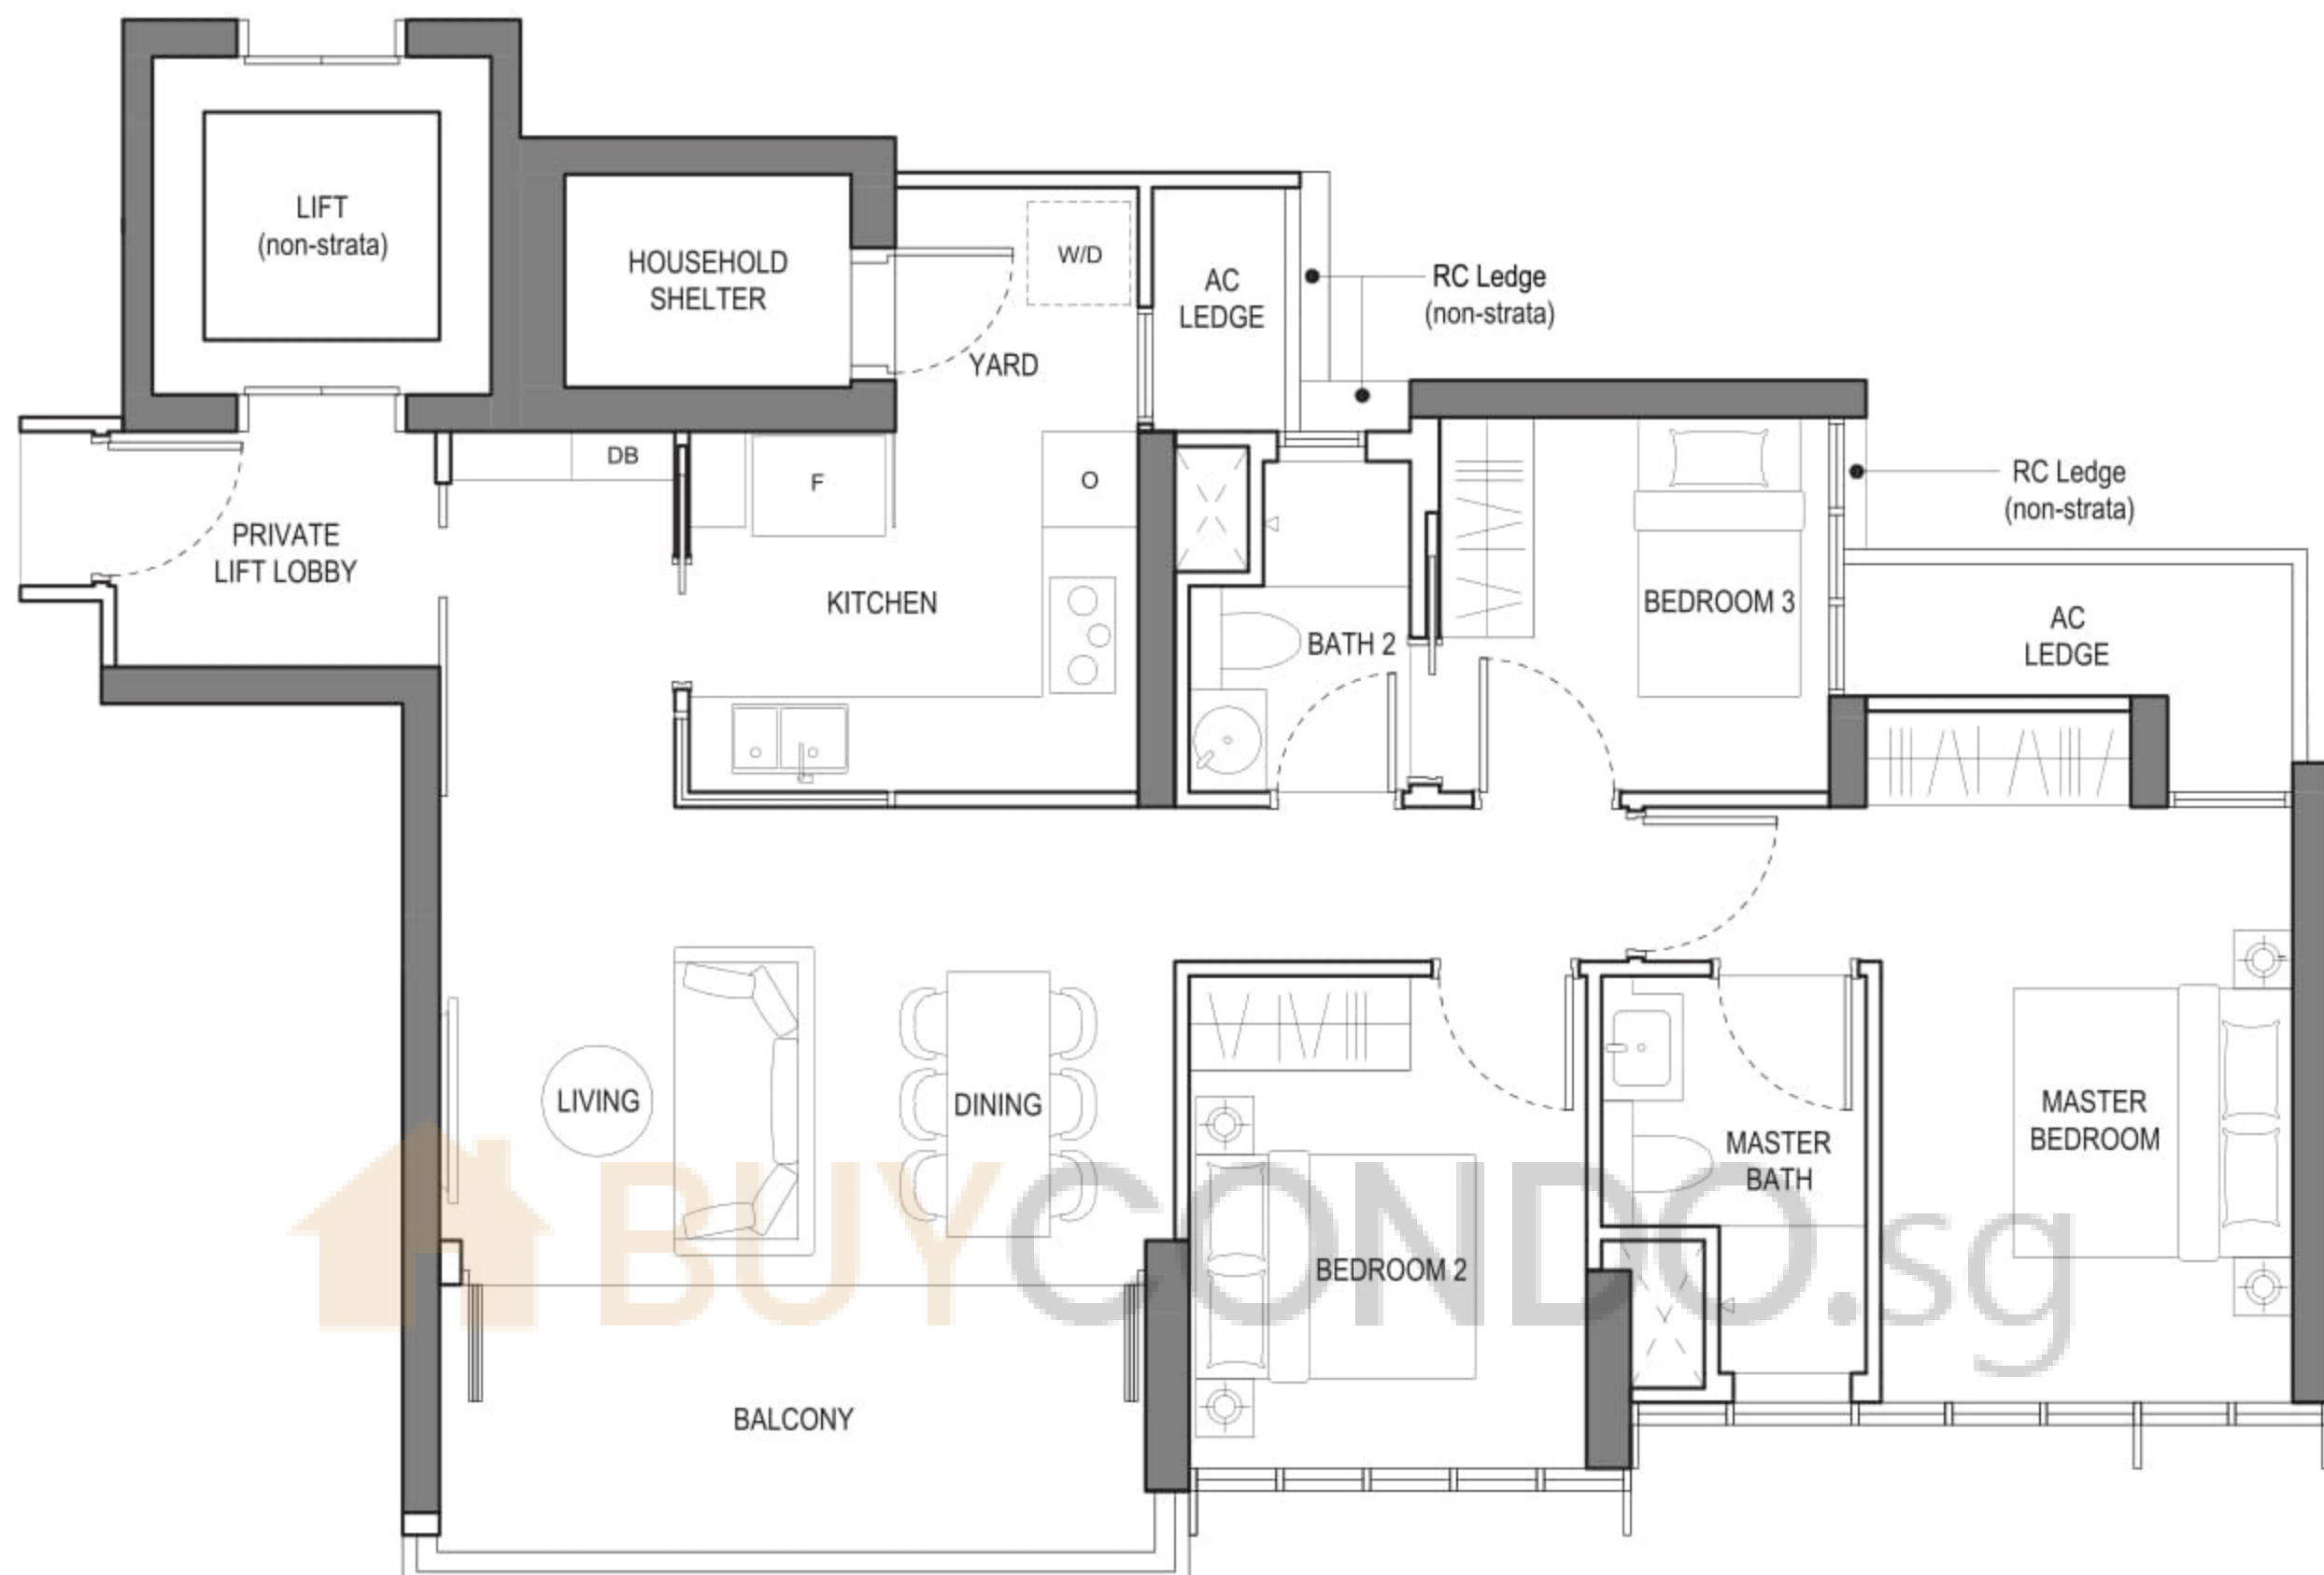 LIFT
(non-strata)
HOUSEHOLD
SHELTER
W/D
YARD
AC
LEDGE
RC Ledge
(non-strata)
DB
F
O
PRIVATE
LIFT LOBBY
KITCHEN
BATH 2
BEDROOM 3
RC Ledge
(non-strata)
AC
LEDGE
LIVING
DINING
MASTER
BATH
MASTER
BEDROOM
BEDROOM 2
BUYCONDO.sg
BALCONY